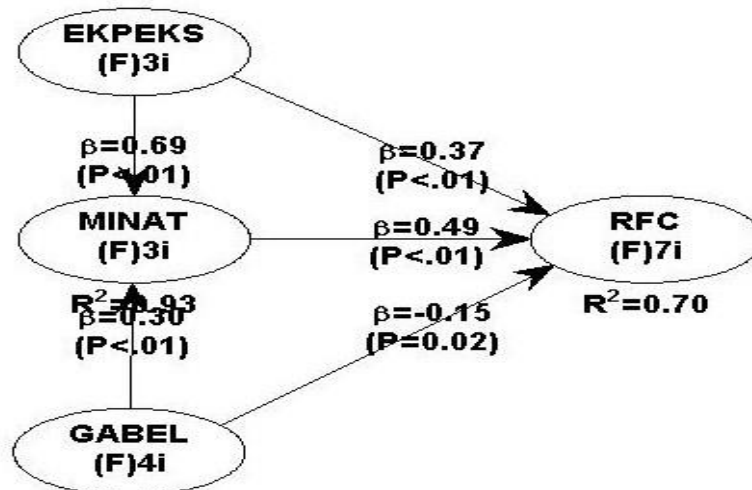 EKPEKS
(F)3i
β=0.69
(P<.01)
β=0.37
(P<.01)
MINAT
(F)3i
β=0.49
(P<.01)
RFC
(F)7i
R²=0.93
R²=0.70
β=0.30
(P<.01)
β=-0.15
(P=0.02)
GABEL
(F)4i